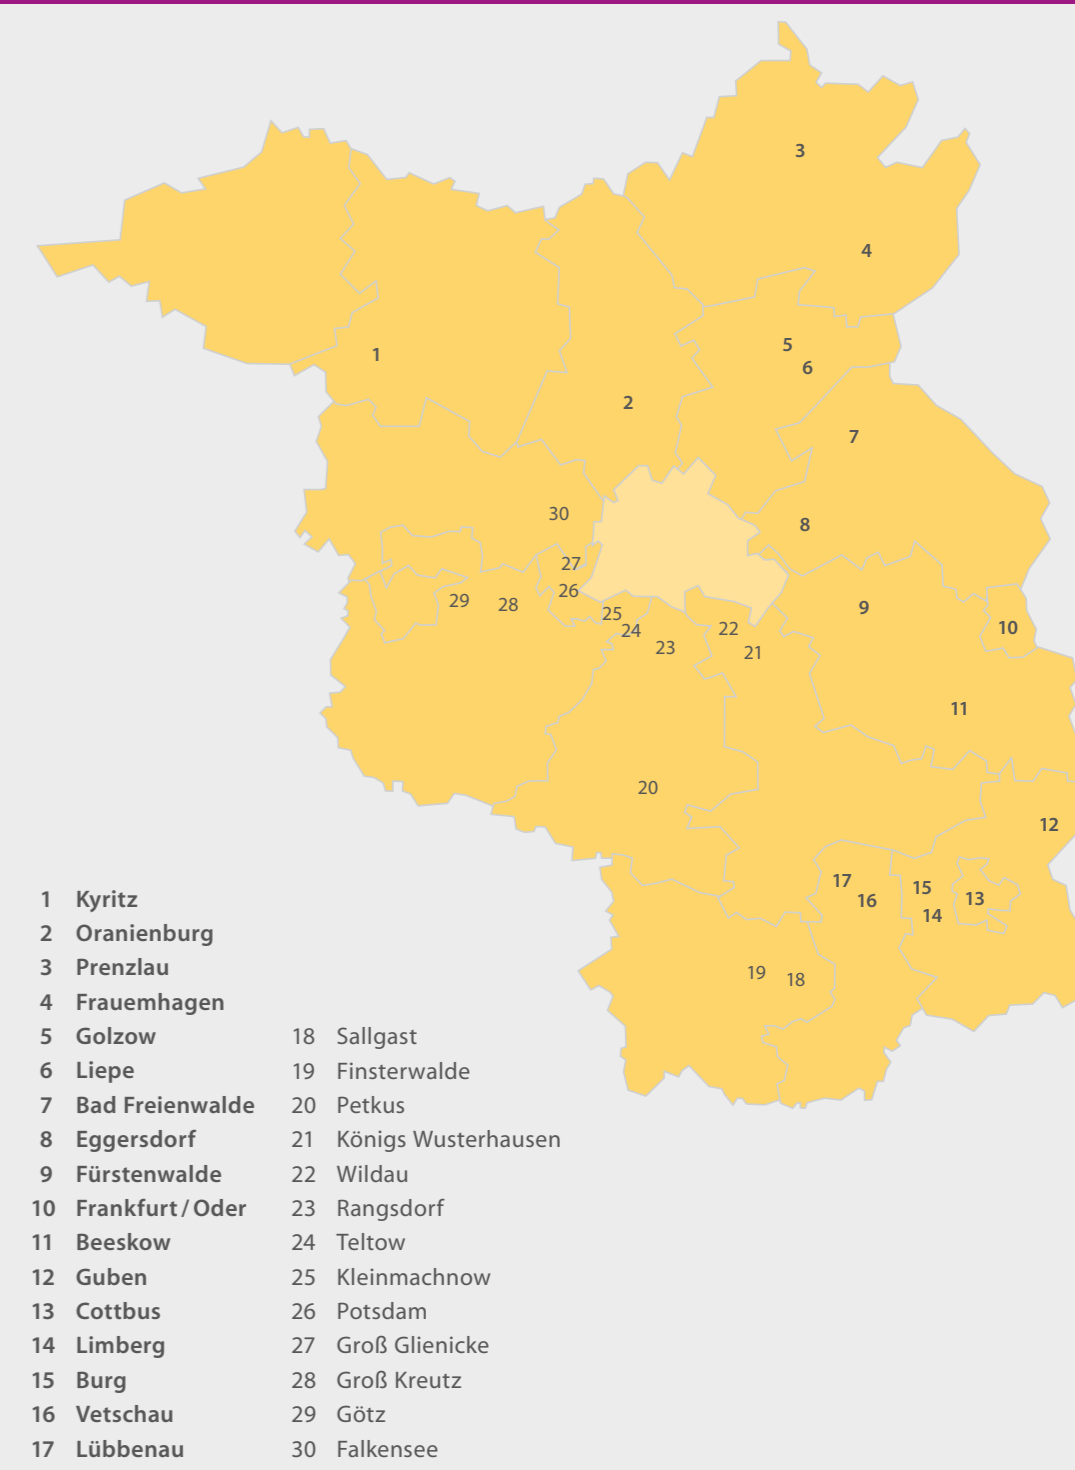 3
4
5
1
6
2
7
30
8
27
26
29
28
9
25
24
22
10
23
21
11
20
12
17
15
16
13
14
19
18
1 Kyritz
2 Oranienburg
3 Prenzlau
4 Frauemhagen
5 Golzow
6 Liepe
7 Bad Freienwalde
8 Eggersdorf
9 Fürstenwalde
10 Frankfurt / Oder
11 Beeskow
12 Guben
13 Cottbus
14 Limberg
15 Burg
16 Vetschau
17 Lübbenau
18 Sallgast
19 Finsterwalde
20 Petkus
21 Königs Wusterhausen
22 Wildau
23 Rangsdorf
24 Teltow
25 Kleinmachnow
26 Potsdam
27 Groß Glienicke
28 Groß Kreutz
29 Götz
30 Falkensee